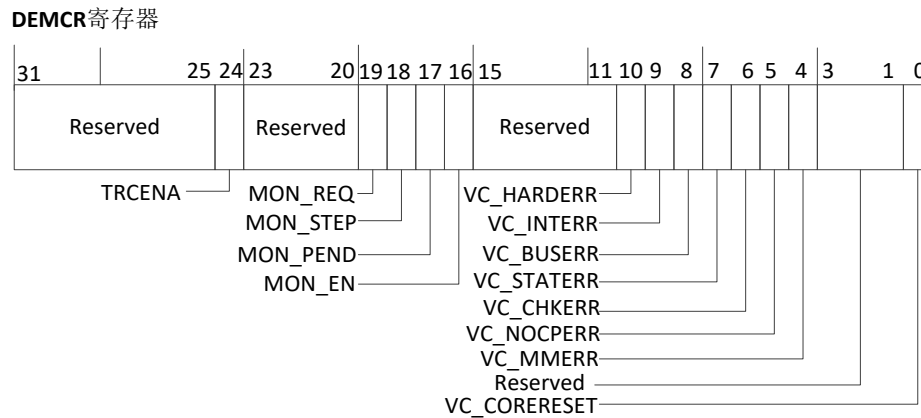 DEMCR寄存器
31 25 24 23 20 19 18 17 16 15 11 10 9 8 7 6 5 4 3 1 0
Reserved Reserved Reserved
TRCENA MON_REQ VC_HARDERR
MON_STEP VC_INTERR
MON_PEND VC_BUSERR
MON_EN VC_STATERR
VC_CHKERR
VC_NOCPERR
VC_MMERR
Reserved
VC_CORERESET